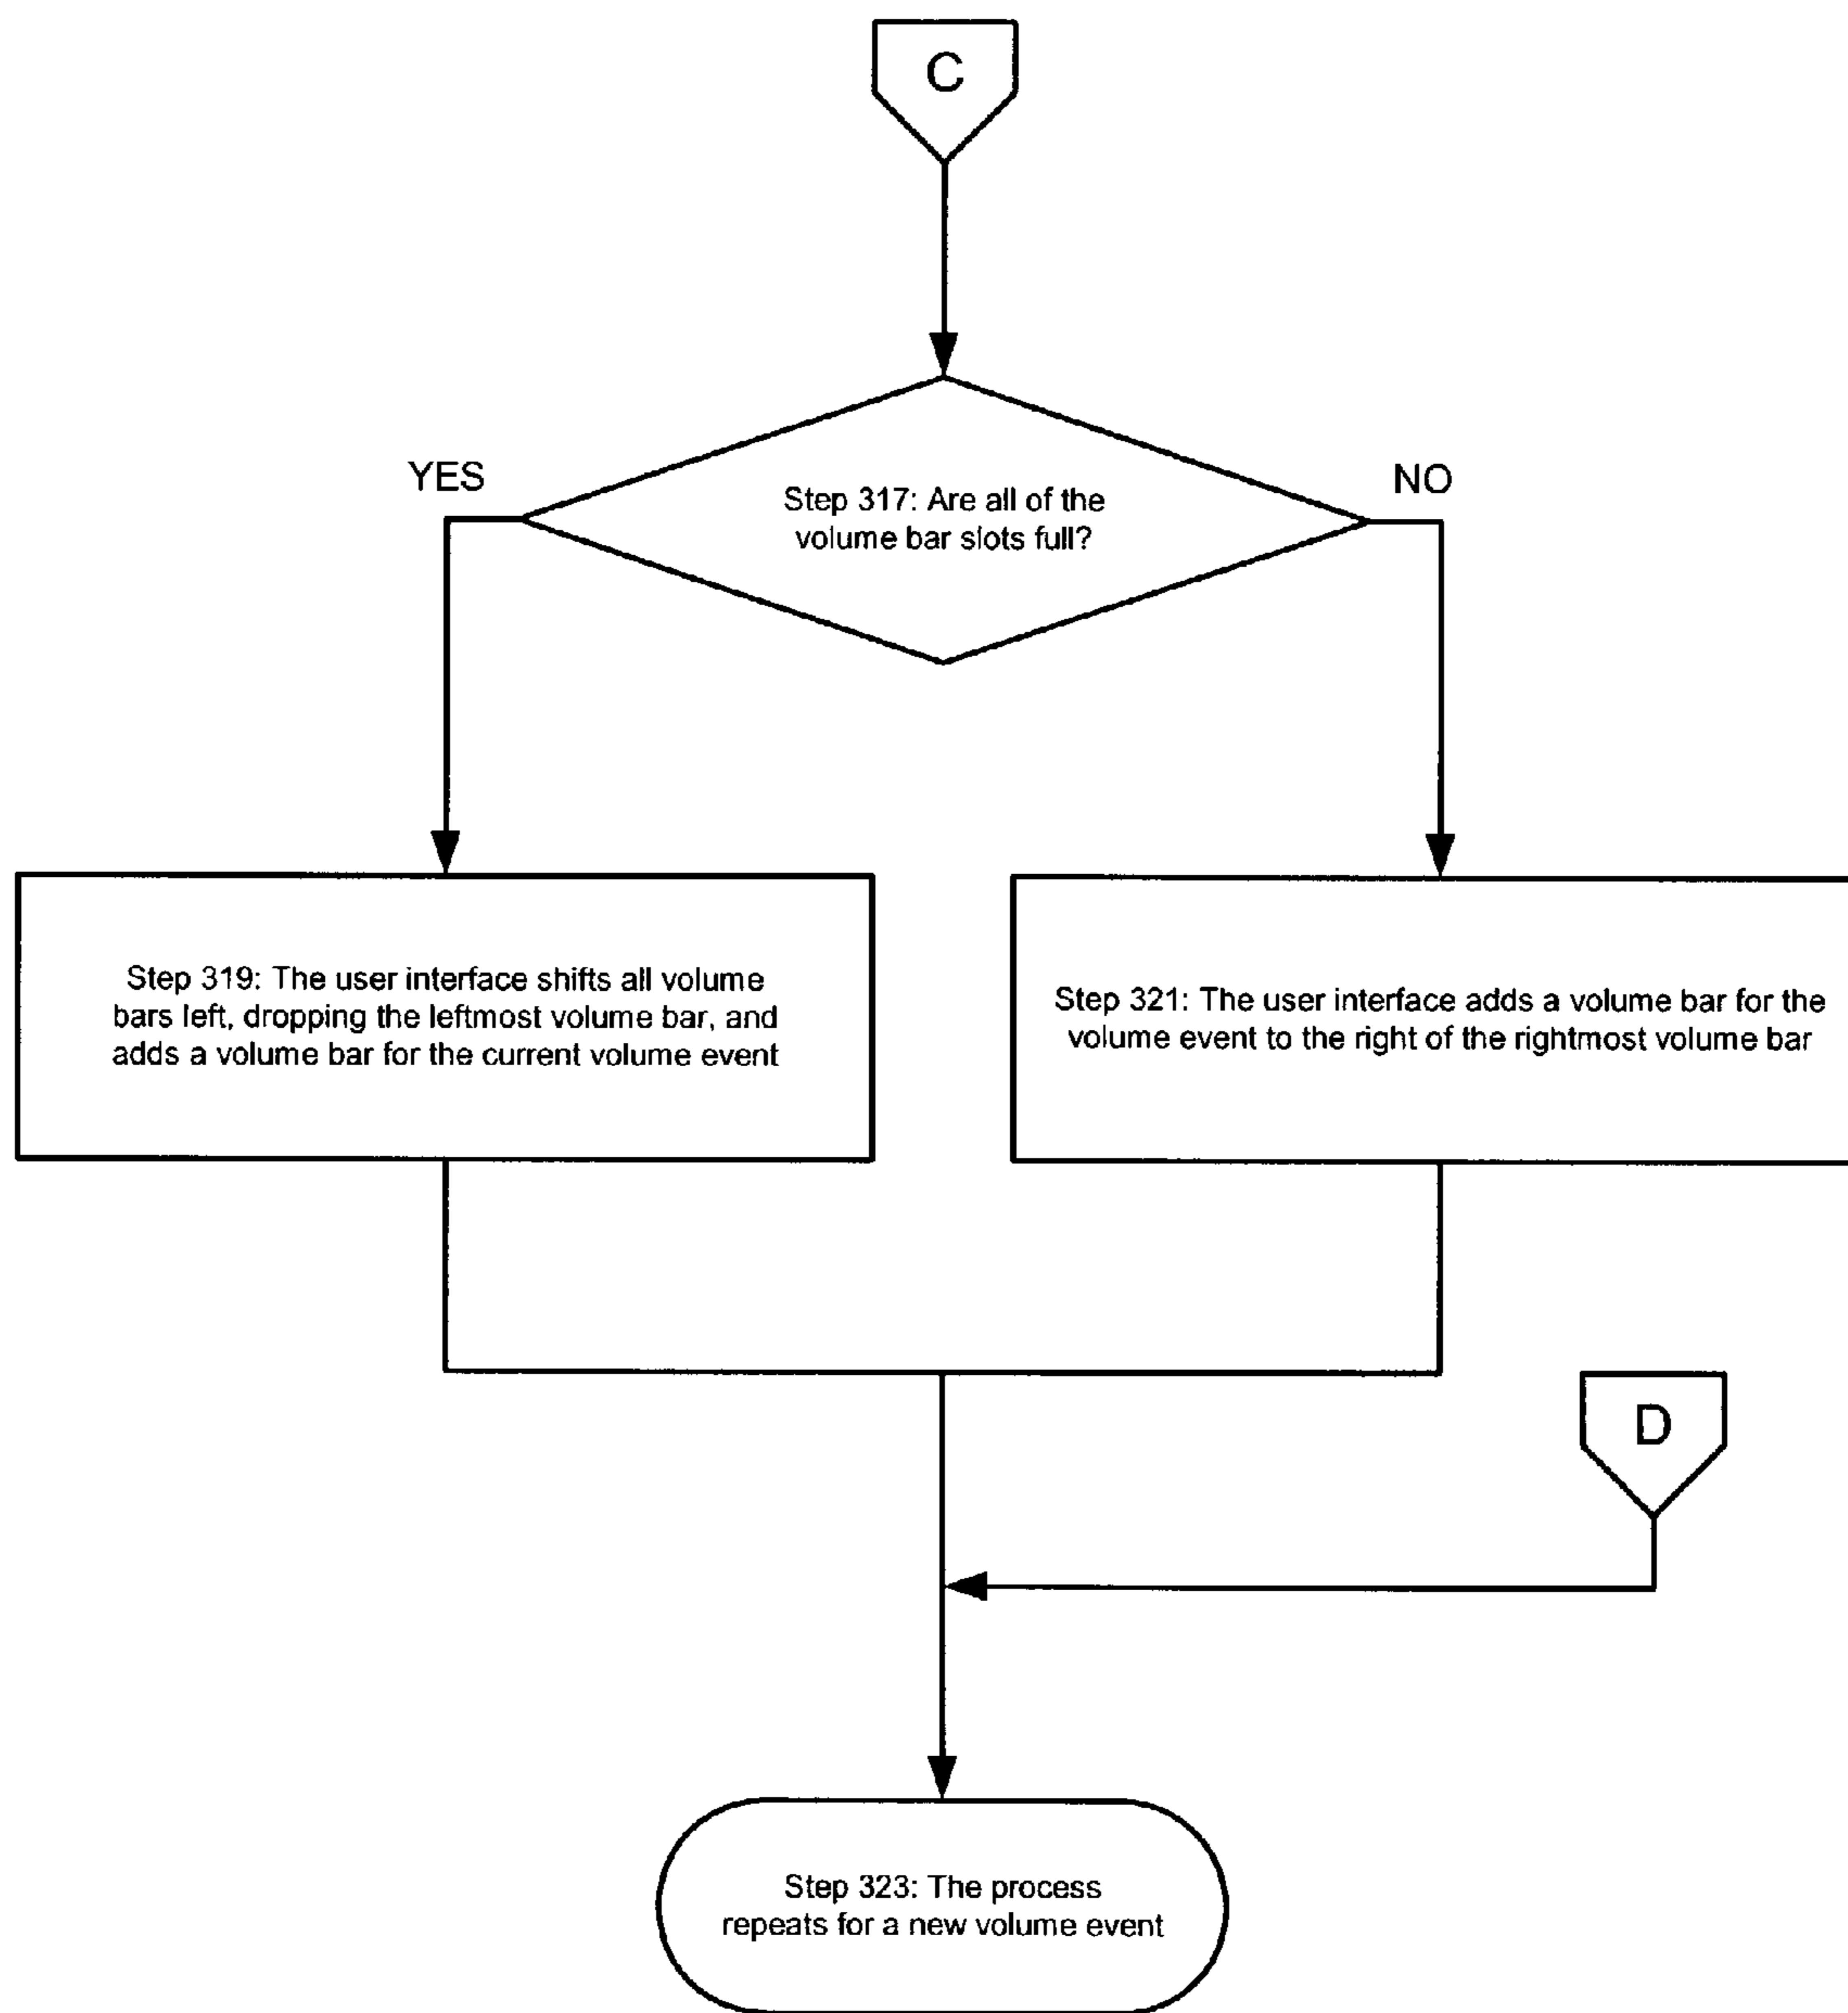 C
YES
NO
Step 317: Are all of the
volume bar slots full?
Step 319: The user interface shifts all volume
bars left, dropping the leftmost volume bar, and
adds a volume bar for the current volume event
Step 321: The user interface adds a volume bar for the
volume event to the right of the rightmost volume bar
D
Step 323: The process
repeats for a new volume event